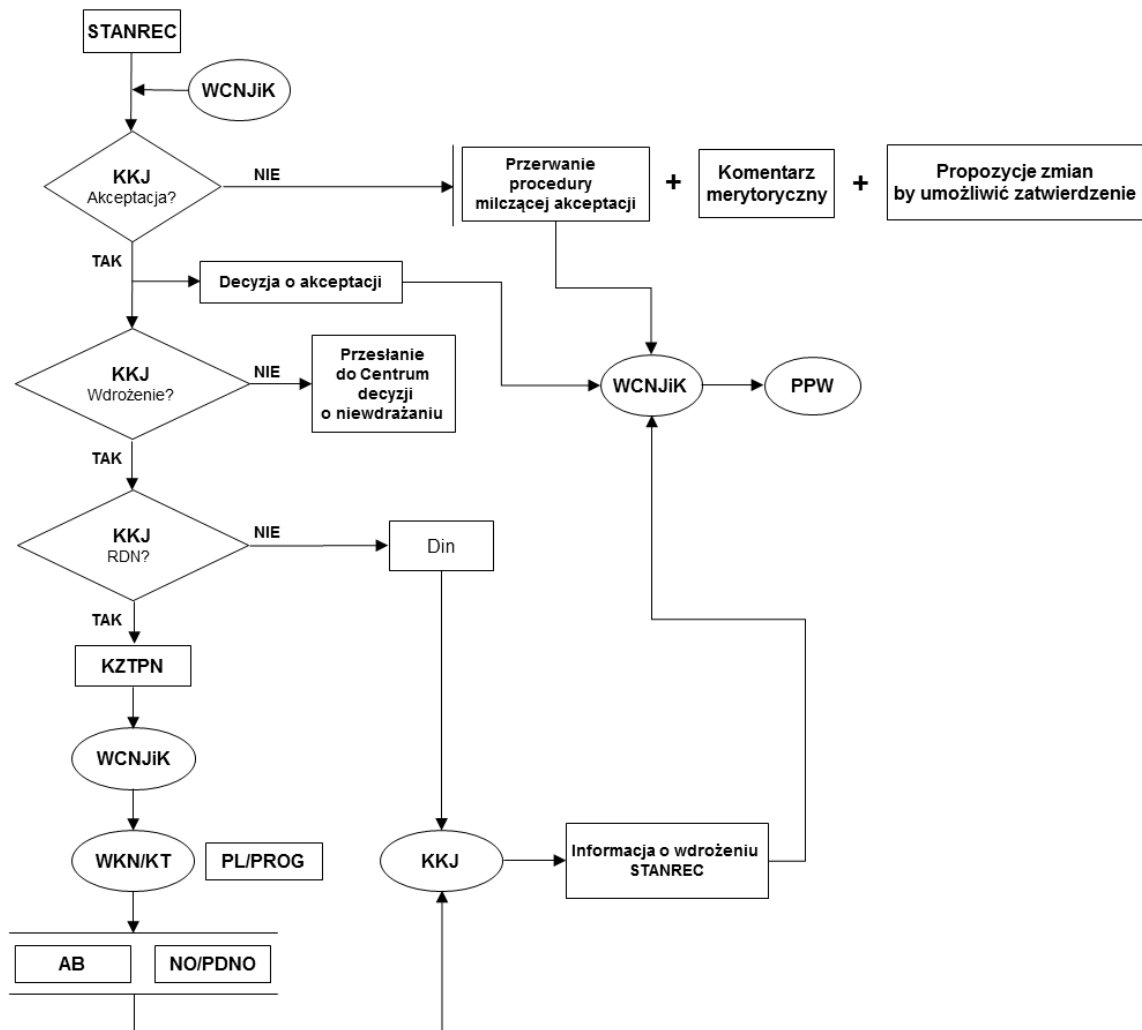 STANREC
WCNJiK
KKJ
Akceptacja?
NIE
Przerwanie
procedury
milczącej akceptacji
+
Komentarz
merytoryczny
+
Propozycje zmian
by umożliwić zatwierdzenie
TAK
Decyzja o akceptacji
KKJ
Wdrożenie?
NIE
Przesłanie
do Centrum
decyzji
o niewdrażaniu
WCNJiK
PPW
TAK
KKJ
RDN?
NIE
Din
TAK
KZTPN
WCNJiK
WKN/KT
PL/PROG
KKJ
Informacja o wdrożeniu
STANREC
AB
NO/PDNO